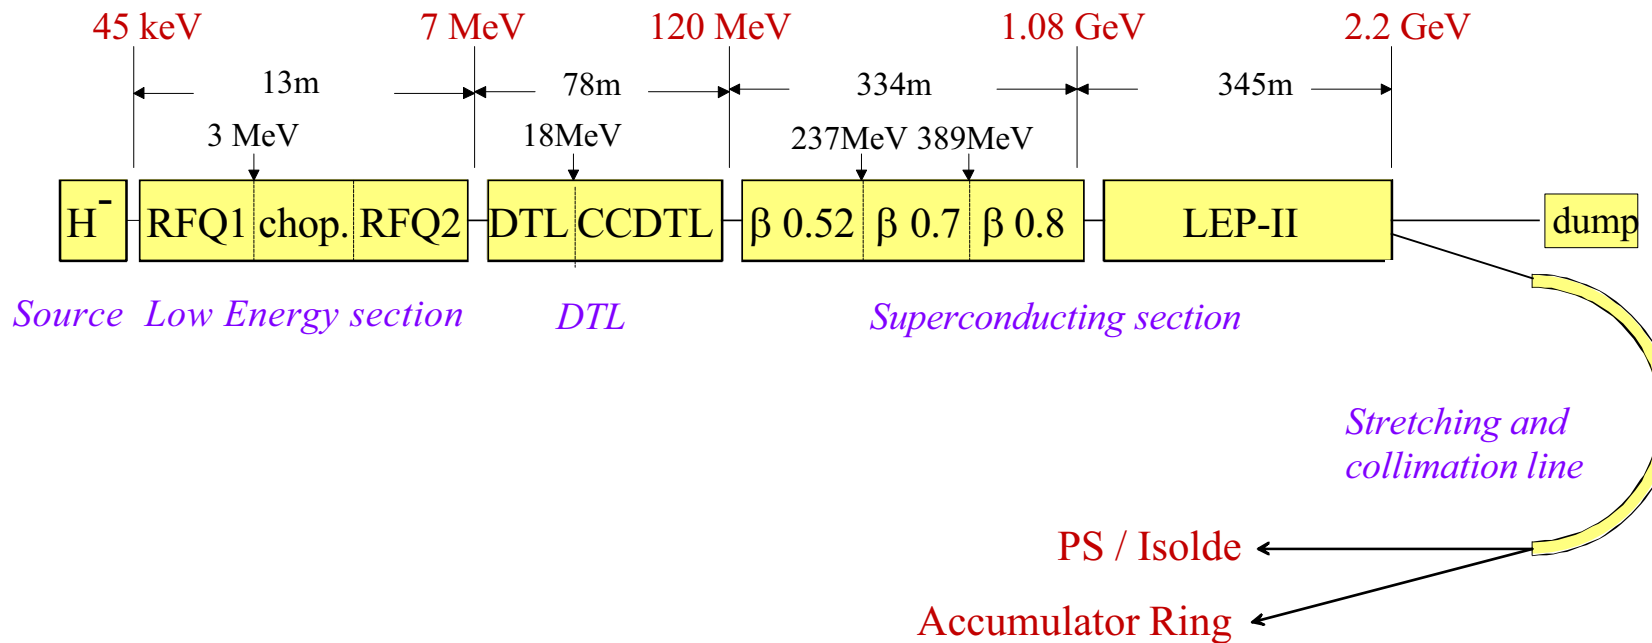 45 keV 7 MeV 120 MeV 1.08 GeV 2.2 GeV
13m 78m 334m 345m
3 MeV 18MeV 237MeV 389MeV
H- RFQ1 chop. RFQ2 DTL CCDTL β 0.52 β 0.7 β 0.8 LEP-II dump
Source Low Energy section DTL Superconducting section
Stretching and
collimation line
PS / Isolde
Accumulator Ring